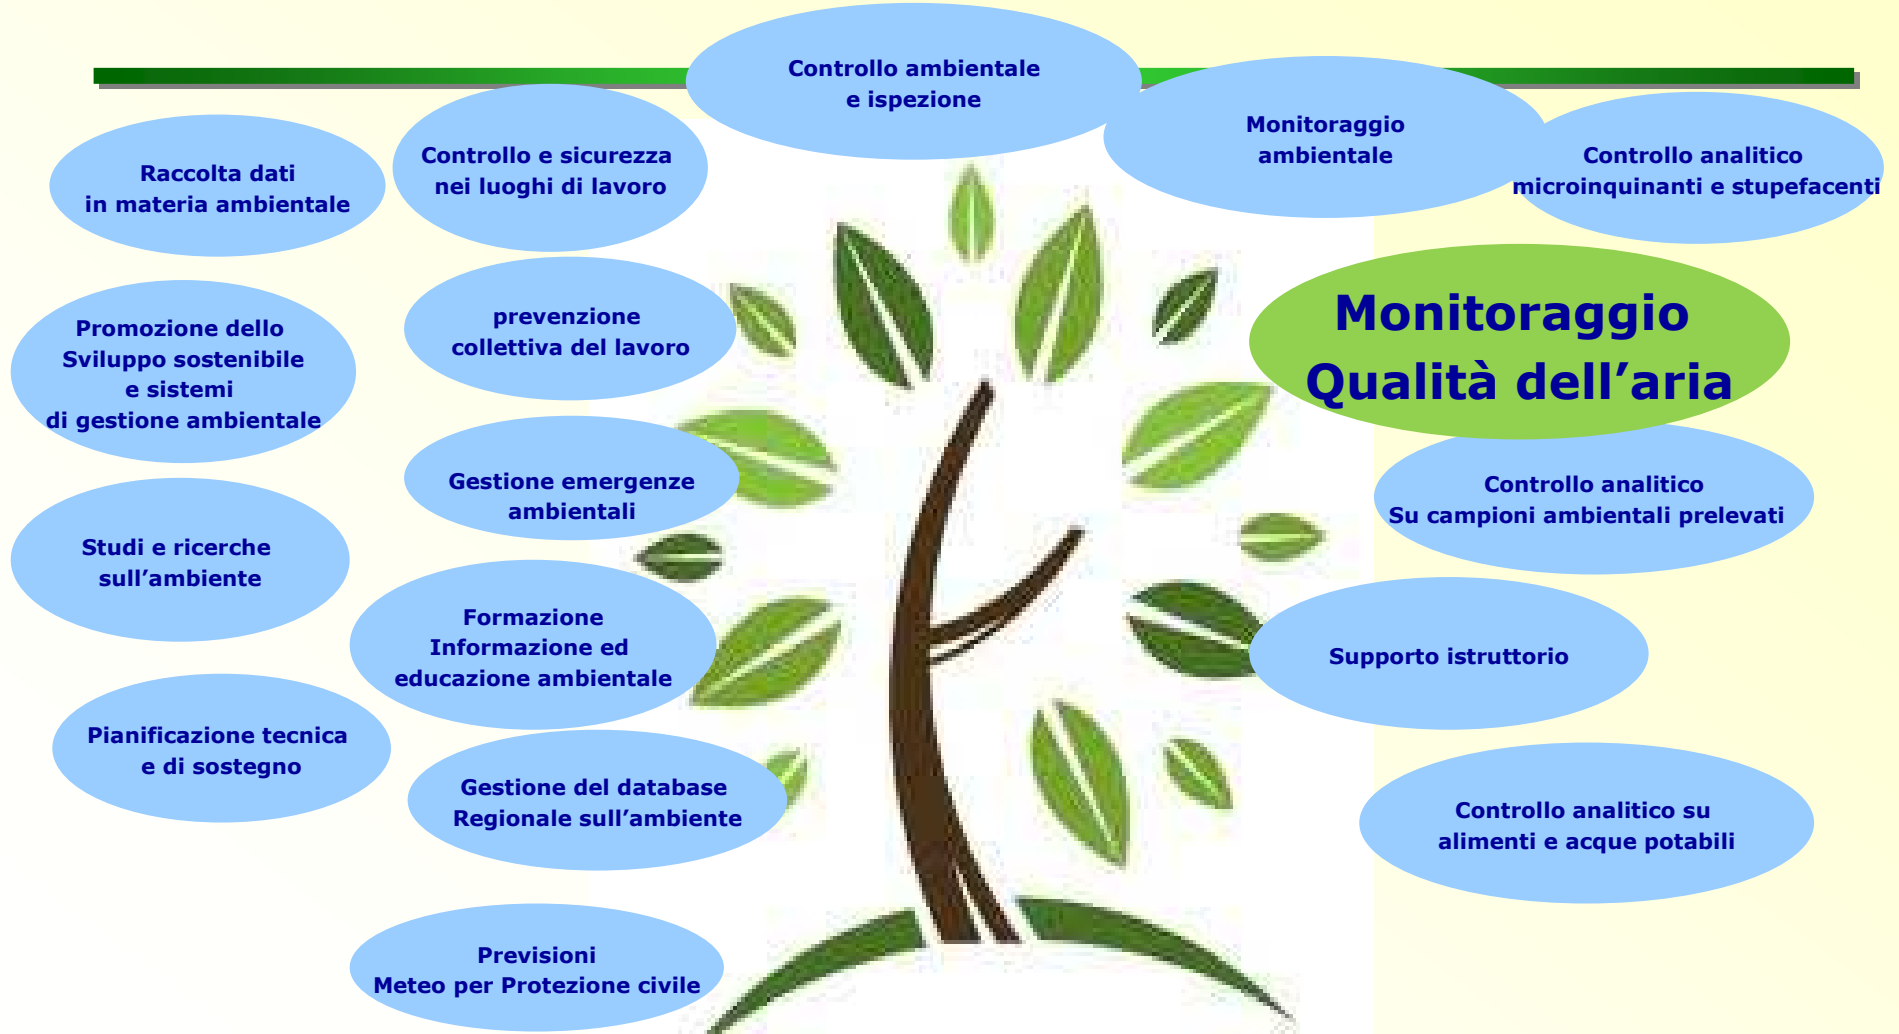 Controllo ambientale
e ispezione
Monitoraggio
ambientale
Controllo analitico
microinquinanti e stupefacenti
Controllo e sicurezza
nei luoghi di lavoro
Raccolta dati
in materia ambientale
Monitoraggio
Qualità dell’aria
prevenzione
collettiva del lavoro
Promozione dello
Sviluppo sostenibile
e sistemi
di gestione ambientale
Gestione emergenze
ambientali
Controllo analitico
Su campioni ambientali prelevati
Studi e ricerche
sull’ambiente
Formazione
Informazione ed
educazione ambientale
Supporto istruttorio
Pianificazione tecnica
e di sostegno
Gestione del database
Regionale sull’ambiente
Controllo analitico su
alimenti e acque potabili
Previsioni
Meteo per Protezione civile